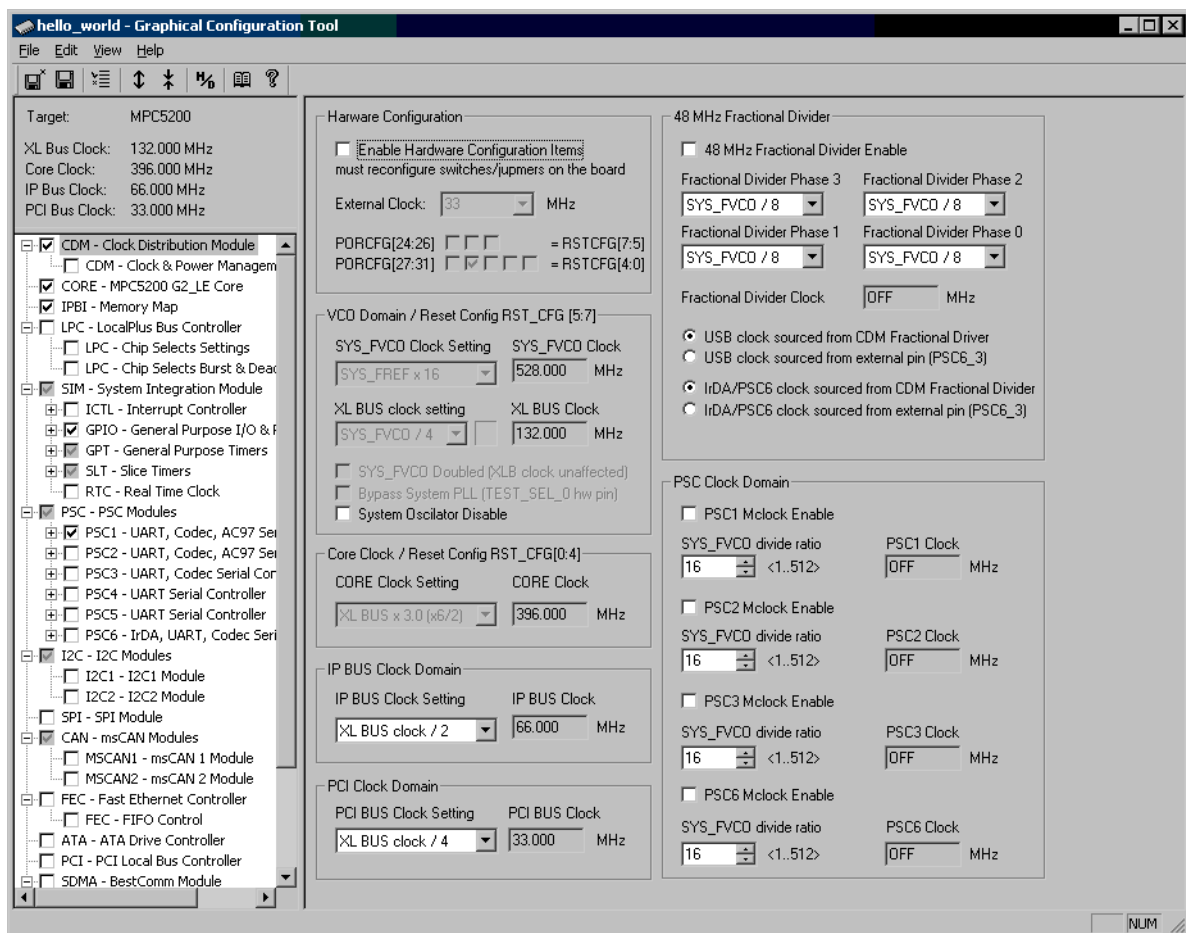 hello_world - Graphical Configuration Tool
File Edit View Help
Target: MPC5200
XL Bus Clock: 132.000 MHz
Core Clock: 396.000 MHz
IP Bus Clock: 66.000 MHz
PCI Bus Clock: 33.000 MHz
CDM - Clock Distribution Module
CDM - Clock & Power Managem
CORE - MPC5200 G2_LE Core
IPBI - Memory Map
LPC - LocalPlus Bus Controller
LPC - Chip Selects Settings
LPC - Chip Selects Burst & Dead
SIM - System Integration Module
ICTL - Interrupt Controller
GPIO - General Purpose I/O & P
GPT - General Purpose Timers
SLT - Slice Timers
RTC - Real Time Clock
PSC - PSC Modules
PSC1 - UART, Codec, AC97 Ser
PSC2 - UART, Codec, AC97 Ser
PSC3 - UART, Codec Serial Cor
PSC4 - UART Serial Controller
PSC5 - UART Serial Controller
PSC6 - IrDA, UART, Codec Seri
I2C - I2C Modules
I2C1 - I2C1 Module
I2C2 - I2C2 Module
SPI - SPI Module
CAN - msCAN Modules
MSCAN1 - msCAN 1 Module
MSCAN2 - msCAN 2 Module
FEC - Fast Ethernet Controller
FEC - FIFO Control
ATA - ATA Drive Controller
PCI - PCI Local Bus Controller
SDMA - BestComm Module
Harware Configuration
Enable Hardware Configuration Items
must reconfigure switches/jupmers on the board
External Clock: 33 MHz
PORCFG[24:26] = RSTCFG[7:5]
PORCFG[27:31] = RSTCFG[4:0]
VCO Domain / Reset Config RST_CFG [5:7]
SYS_FVCO Clock Setting SYS_FVCO Clock
SYS_FREF x 16 528.000 MHz
XL BUS clock setting XL BUS Clock
SYS_FVCO / 4 132.000 MHz
SYS_FVCO Doubled (XLB clock unaffected)
Bypass System PLL (TEST_SEL_0 hw pin)
System Oscilator Disable
Core Clock / Reset Config RST_CFG[0:4]
CORE Clock Setting CORE Clock
XL BUS x 3.0 (x6/2) 396.000 MHz
IP BUS Clock Domain
IP BUS Clock Setting IP BUS Clock
XL BUS clock / 2 66.000 MHz
PCI Clock Domain
PCI BUS Clock Setting PCI BUS Clock
XL BUS clock / 4 33.000 MHz
48 MHz Fractional Divider
48 MHz Fractional Divider Enable
Fractional Divider Phase 3 Fractional Divider Phase 2
SYS_FVCO / 8 SYS_FVCO / 8
Fractional Divider Phase 1 Fractional Divider Phase 0
SYS_FVCO / 8 SYS_FVCO / 8
Fractional Divider Clock OFF MHz
USB clock sourced from CDM Fractional Driver
USB clock sourced from external pin (PSC6_3)
IrDA/PSC6 clock sourced from CDM Fractional Divider
IrDA/PSC6 clock sourced from external pin (PSC6_3)
PSC Clock Domain
PSC1 Mclock Enable
SYS_FVCO divide ratio PSC1 Clock
16 <1..512> OFF MHz
PSC2 Mclock Enable
SYS_FVCO divide ratio PSC2 Clock
16 <1..512> OFF MHz
PSC3 Mclock Enable
SYS_FVCO divide ratio PSC3 Clock
16 <1..512> OFF MHz
PSC6 Mclock Enable
SYS_FVCO divide ratio PSC6 Clock
16 <1..512> OFF MHz
NUM